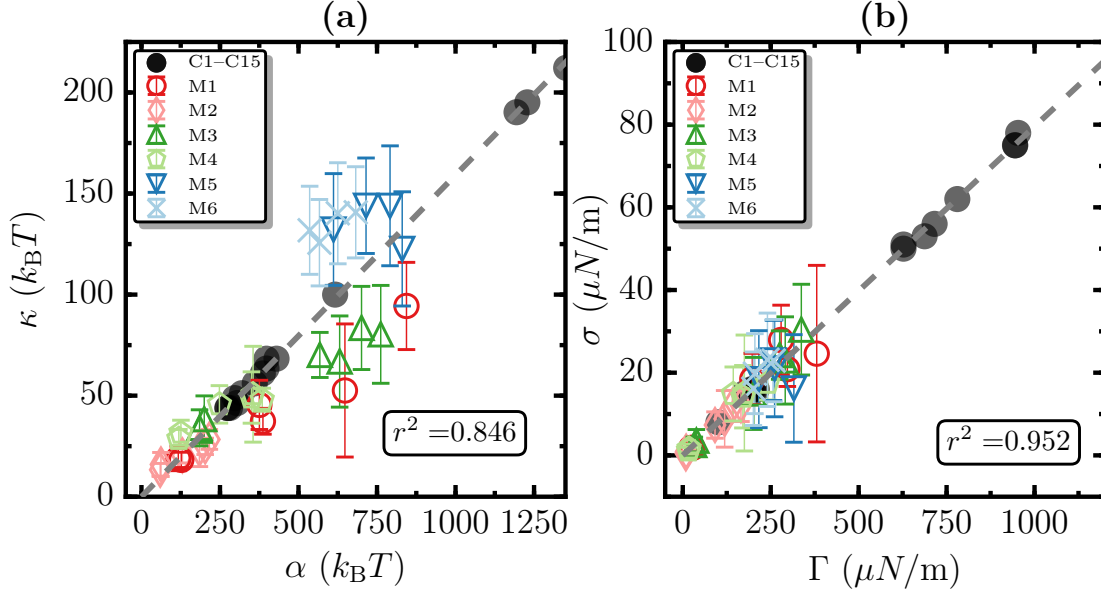 (a)
κ (k_BT)
200
150
100
50
0
C1–C15
M1
M2
M3
M4
M5
M6
r² =0.846
0 250 500 750 1000 1250
α (k_BT)
(b)
σ (μN/m)
100
80
60
40
20
0
C1–C15
M1
M2
M3
M4
M5
M6
r² =0.952
0 250 500 750 1000
Γ (μN/m)